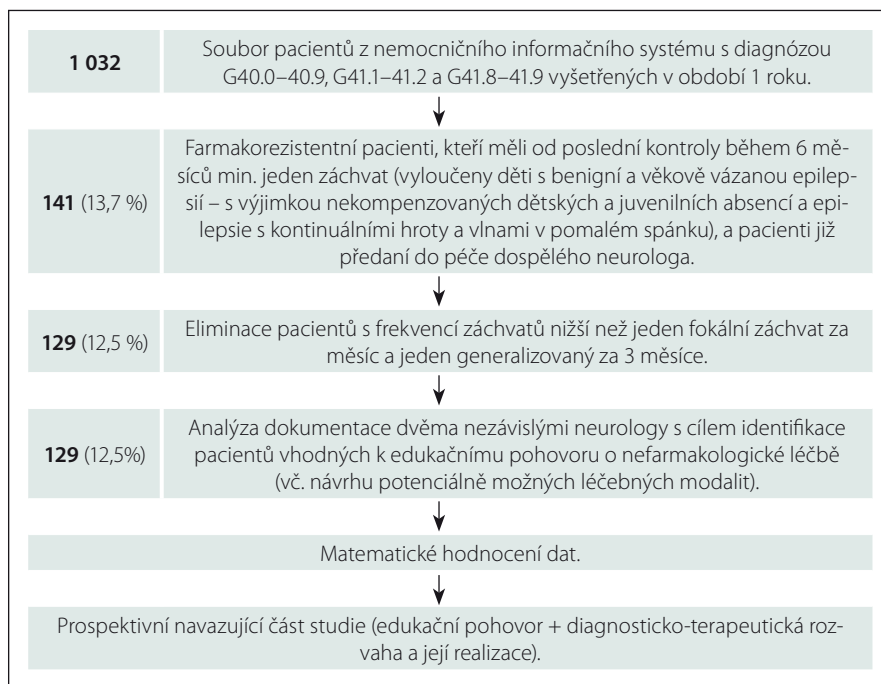 1 032
Soubor pacientů z nemocničního informačního systému s diagnózou
G40.0–40.9, G41.1–41.2 a G41.8–41.9 vyšetřených v období 1 roku.
141 (13,7 %)
Farmakorezistentní pacienti, kteří měli od poslední kontroly během 6 mě-
síců min. jeden záchvat (vyloučeny děti s benigní a věkově vázanou epilep-
sií – s výjimkou nekompenzovaných dětských a juvenilních absencí a epi-
lepsie s kontinuálními hroty a vlnami v pomalém spánku), a pacienti již
předaní do péče dospělého neurologa.
129 (12,5 %)
Eliminace pacientů s frekvencí záchvatů nižší než jeden fokální záchvat za
měsíc a jeden generalizovaný za 3 měsíce.
129 (12,5%)
Analýza dokumentace dvěma nezávislými neurology s cílem identifikace
pacientů vhodných k edukačnímu pohovoru o nefarmakologické léčbě
(vč. návrhu potenciálně možných léčebných modalit).
Matematické hodnocení dat.
Prospektivní navazující část studie (edukační pohovor + diagnosticko-terapeutická roz-
vaha a její realizace).